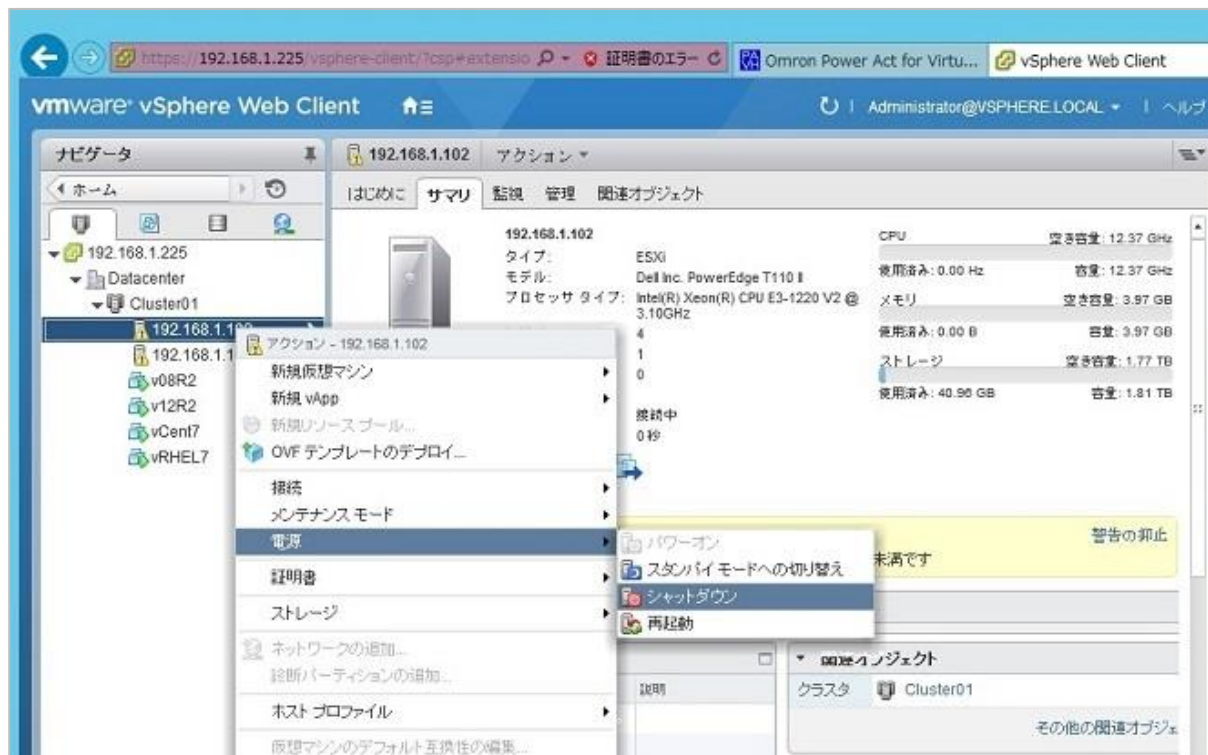 https://192.168.1.225/vsphere-client/?csp#extensio
証明書のエラー
Omron Power Act for Virtu...
vSphere Web Client
vmware® vSphere Web Client
Administrator@VSPHERE.LOCAL
ヘルプ
ナビゲータ
192.168.1.102
アクション
ホーム
はじめに サマリ 監視 管理 関連オブジェクト
192.168.1.225
Datacenter
Cluster01
192.168.1.102
192.168.1.1
v08R2
v12R2
vCent7
vRHEL7
192.168.1.102
タイプ: ESXi
モデル: Dell Inc. PowerEdge T110 II
プロセッサ タイプ: Intel(R) Xeon(R) CPU E3-1220 V2 @ 3.10GHz
4
1
0
接続中
0 秒
CPU 空き容量: 12.37 GHz
使用済み: 0.00 Hz 容量: 12.37 GHz
メモリ 空き容量: 3.97 GB
使用済み: 0.00 B 容量: 3.97 GB
ストレージ 空き容量: 1.77 TB
使用済み: 40.96 GB 容量: 1.81 TB
アクション - 192.168.1.102
新規仮想マシン
新規 vApp
新規リソース プール...
OVF テンプレートのデプロイ...
接続
メンテナンス モード
電源
証明書
ストレージ
ネットワークの追加...
診断パーティションの追加...
ホスト プロファイル
仮想マシンのデフォルト互換性の編集...
パワーオン
スタンバイ モードへの切り替え
シャットダウン
再起動
警告の抑止
未満です
説明
関連オブジェクト
クラスタ Cluster01
その他の関連オブジェ